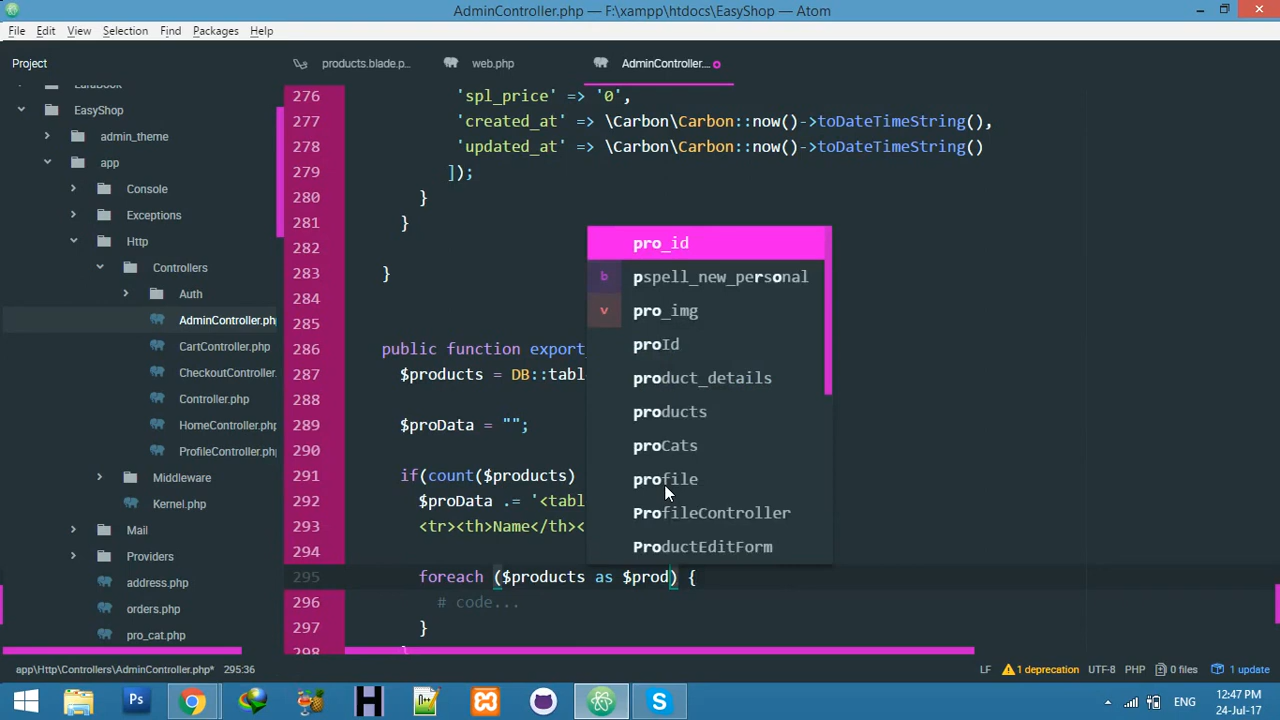 AdminController.php — F:\xampp\htdocs\EasyShop — Atom
File Edit View Selection Find Packages Help
Project
products.blade.p...
web.php
AdminController....
LaraBook
EasyShop
admin_theme
app
Console
Exceptions
Http
Controllers
Auth
AdminController.ph
CartController.php
CheckoutController.
Controller.php
HomeController.php
ProfileController.ph
Middleware
Kernel.php
Mail
Providers
address.php
orders.php
pro_cat.php
276 'spl_price' => '0',
277 'created_at' => \Carbon\Carbon::now()->toDateTimeString(),
278 'updated_at' => \Carbon\Carbon::now()->toDateTimeString()
279 ]);
280 }
281 }
282
283 }
284
285
286 public function export
287 $products = DB::tabl
288
289 $proData = "";
290
291 if(count($products)
292 $proData .= '<tabl
293 <tr><th>Name</th><
294
295 foreach ($products as $prod) {
296 # code...
297 }
298 }
pro_id
b pspell_new_personal
v pro_img
proId
product_details
products
proCats
profile
ProfileController
ProductEditForm
app\Http\Controllers\AdminController.php* 295:36
LF 1 deprecation UTF-8 PHP 0 files 1 update
Ps
H
S
ENG
12:47 PM
24-Jul-17